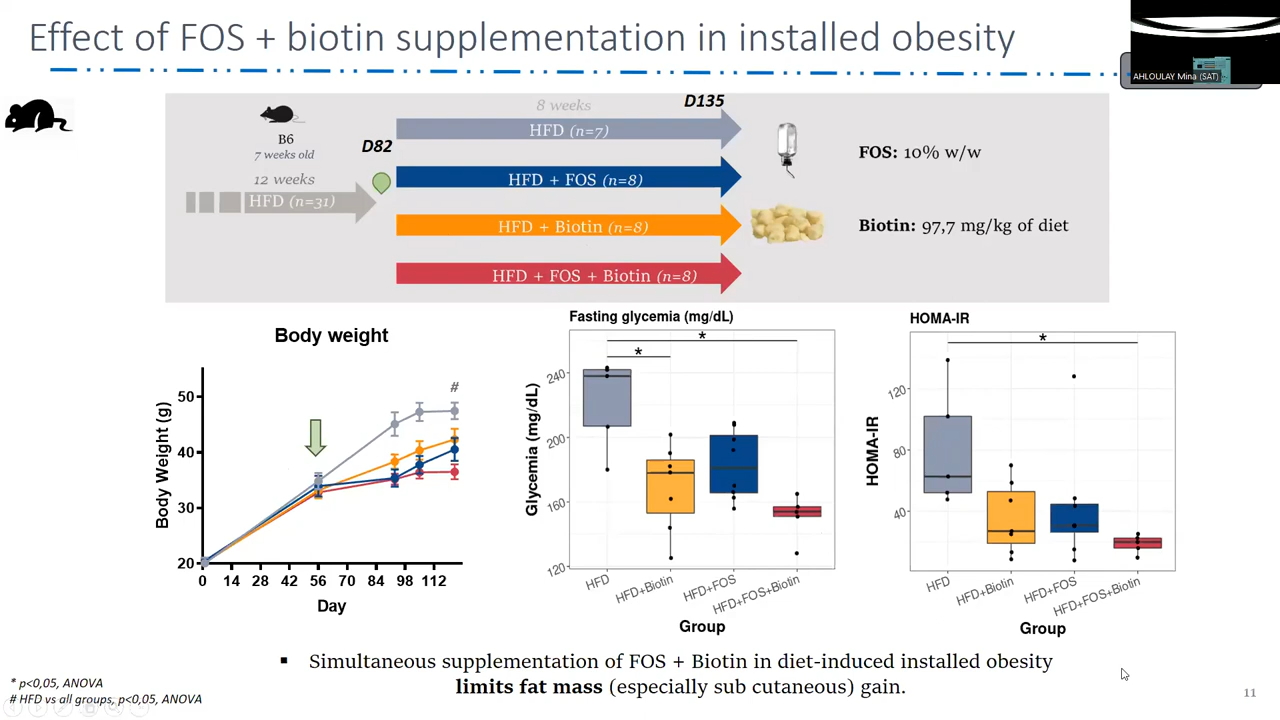 Effect of FOS + biotin supplementation in installed obesity
AHLOULAY Mina (SAT)
B6
7 weeks old
12 weeks
HFD (n=31)
D82
8 weeks
D135
HFD (n=7)
HFD + FOS (n=8)
HFD + Biotin (n=8)
HFD + FOS + Biotin (n=8)
FOS: 10% w/w
Biotin: 97,7 mg/kg of diet
Body weight
Body Weight (g)
50
40
30
20
#
0 14 28 42 56 70 84 98 112
Day
Fasting glycemia (mg/dL)
Glycemia (mg/dL)
240
200
160
120
*
*
HFD
HFD+Biotin
HFD+FOS
HFD+FOS+Biotin
Group
HOMA-IR
HOMA-IR
120
80
40
*
HFD
HFD+Biotin
HFD+FOS
HFD+FOS+Biotin
Group
▪ Simultaneous supplementation of FOS + Biotin in diet-induced installed obesity
limits fat mass (especially sub cutaneous) gain.
* p<0,05, ANOVA
# HFD vs all groups, p<0,05, ANOVA
11